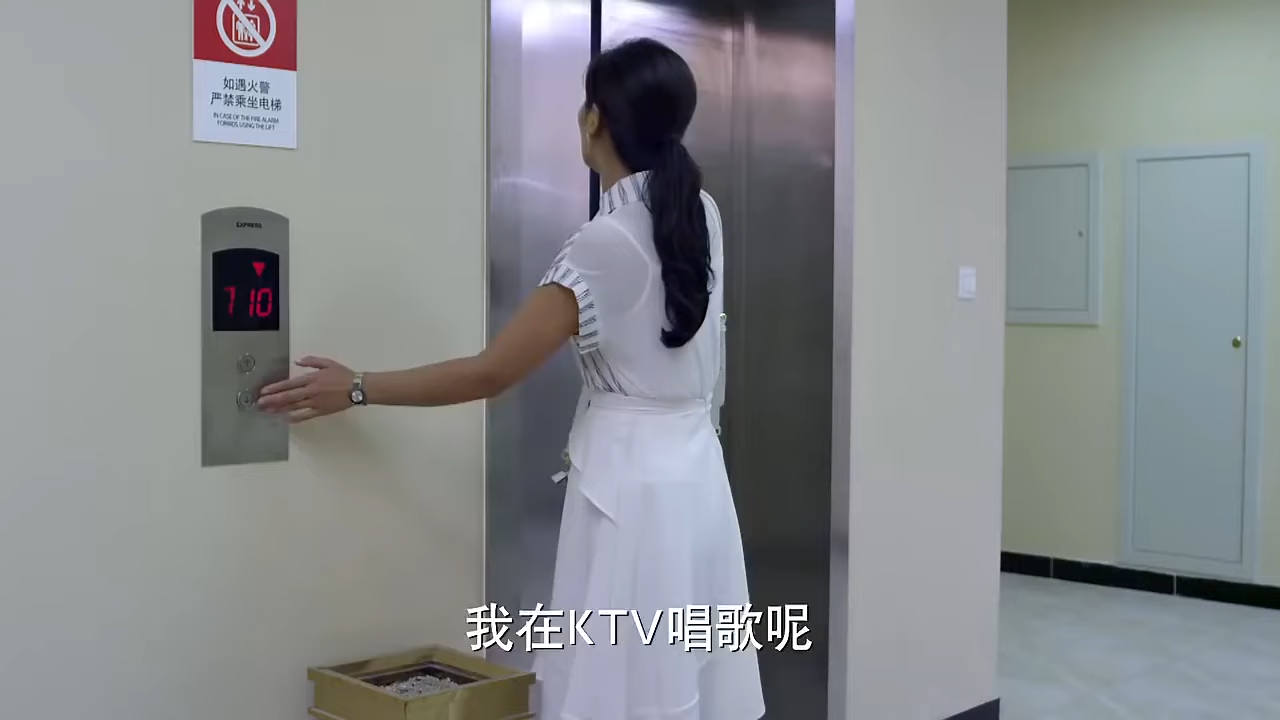 如遇火警
严禁乘坐电梯
IN CASE OF THE FIRE ALARM
FORBIDS USING THE LIFT
EXPRESS
710
我在KTV唱歌呢